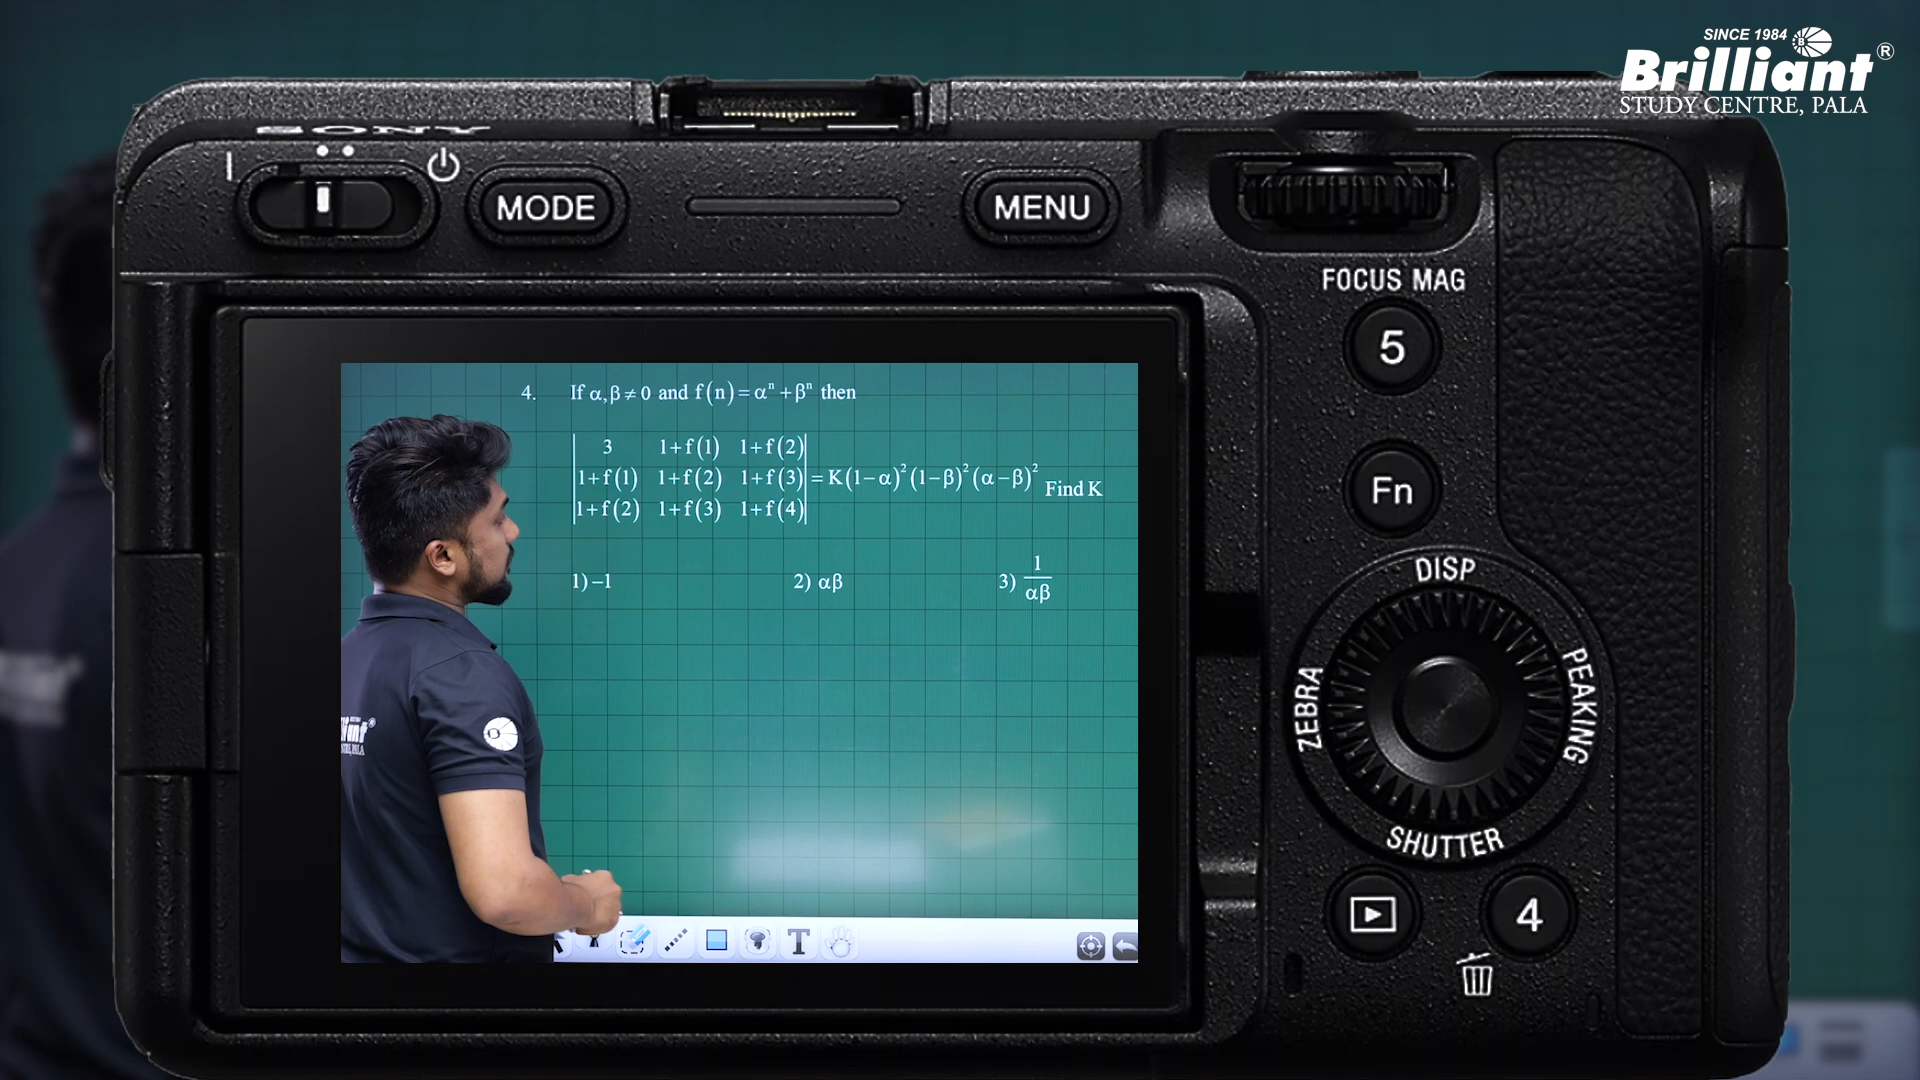 SINCE 1984
Brilliant®
STUDY CENTRE, PALA
SONY
MODE
MENU
FOCUS MAG
5
4. If α,β≠0 and f(n)=αⁿ+βⁿ then
3 1+f(1) 1+f(2)
1+f(1) 1+f(2) 1+f(3) =K(1−α)²(1−β)²(α−β)² Find K
1+f(2) 1+f(3) 1+f(4)
Fn
1) −1 2) αβ 3) 1/αβ
DISP
ZEBRA
PEAKING
SHUTTER
4
T